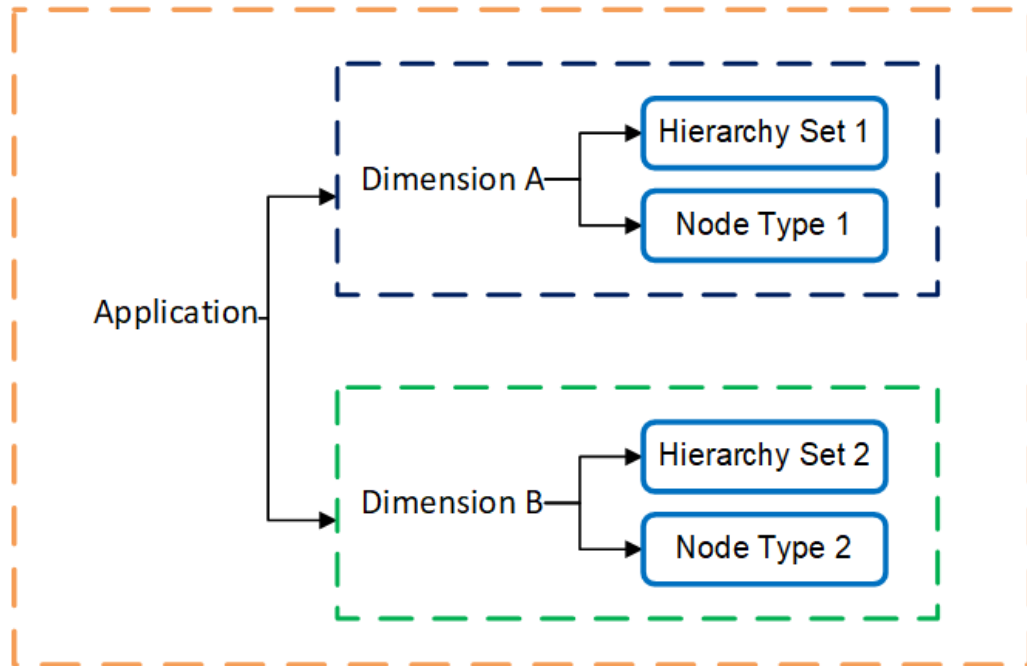 Hierarchy Set 1
Dimension A
Node Type 1
Application
Hierarchy Set 2
Dimension B
Node Type 2